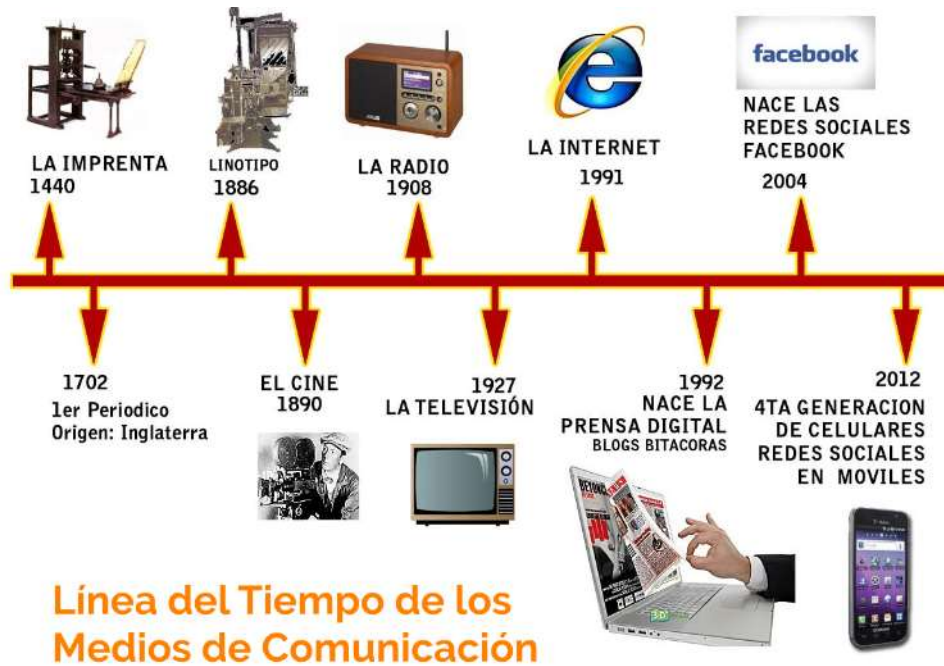 facebook
LA IMPRENTA
1440
LINOTIPO
1886
LA RADIO
1908
LA INTERNET
1991
NACE LAS
REDES SOCIALES
FACEBOOK
2004
1702
1er Periodico
Origen: Inglaterra
EL CINE
1890
1927
LA TELEVISIÓN
1992
NACE LA
PRENSA DIGITAL
BLOGS BITACORAS
2012
4TA GENERACION
DE CELULARES
REDES SOCIALES
EN MOVILES
Línea del Tiempo de los
Medios de Comunicación